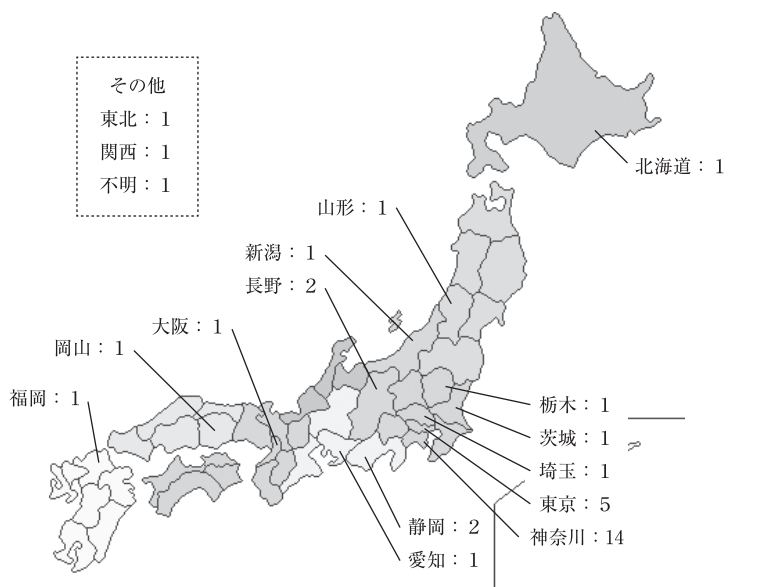 その他
東北：1
関西：1
不明：1
北海道：1
山形：1
新潟：1
長野：2
大阪：1
岡山：1
福岡：1
栃木：1
茨城：1
埼玉：1
東京：5
神奈川：14
静岡：2
愛知：1